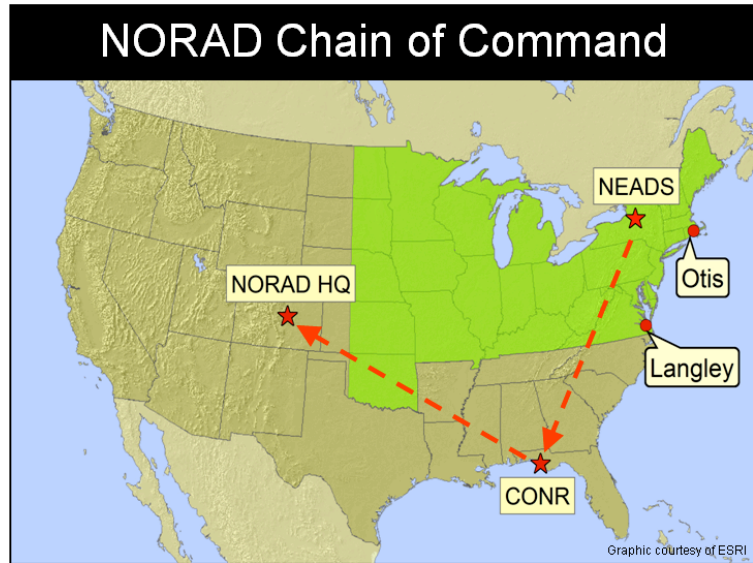 NORAD Chain of Command
NEADS
NORAD HQ
Otis
Langley
CONR
Graphic courtesy of ESRI